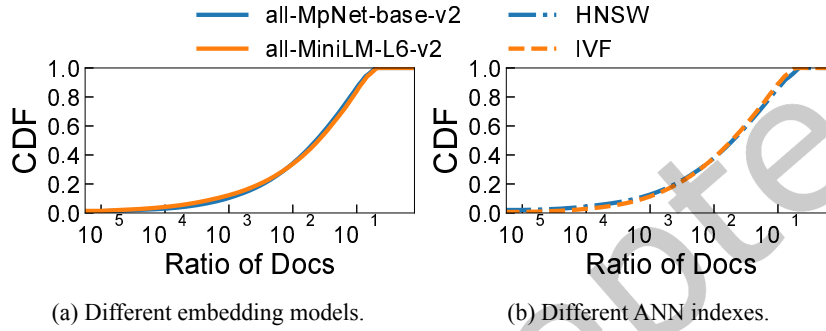 all-MpNet-base-v2
all-MiniLM-L6-v2
HNSW
IVF
1.0
0.8
0.6
0.4
0.2
0.0
CDF
10 5
10 4
10 3
10 2
10 1
Ratio of Docs
(a) Different embedding models.
1.0
0.8
0.6
0.4
0.2
0.0
CDF
10 5
10 4
10 3
10 2
10 1
Ratio of Docs
(b) Different ANN indexes.